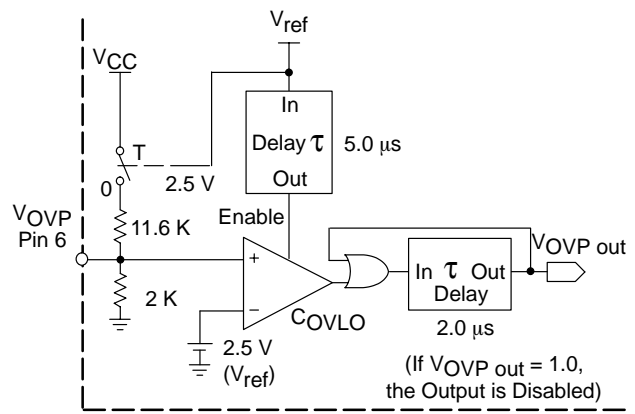 Vref
VCC
In
Delay τ
Out
5.0 µs
T
0
2.5 V
Enable
VOVP
Pin 6
11.6 K
2 K
+
−
COVLO
2.5 V
(Vref)
In τ Out
Delay
2.0 µs
VOVP out
(If VOVP out = 1.0,
the Output is Disabled)